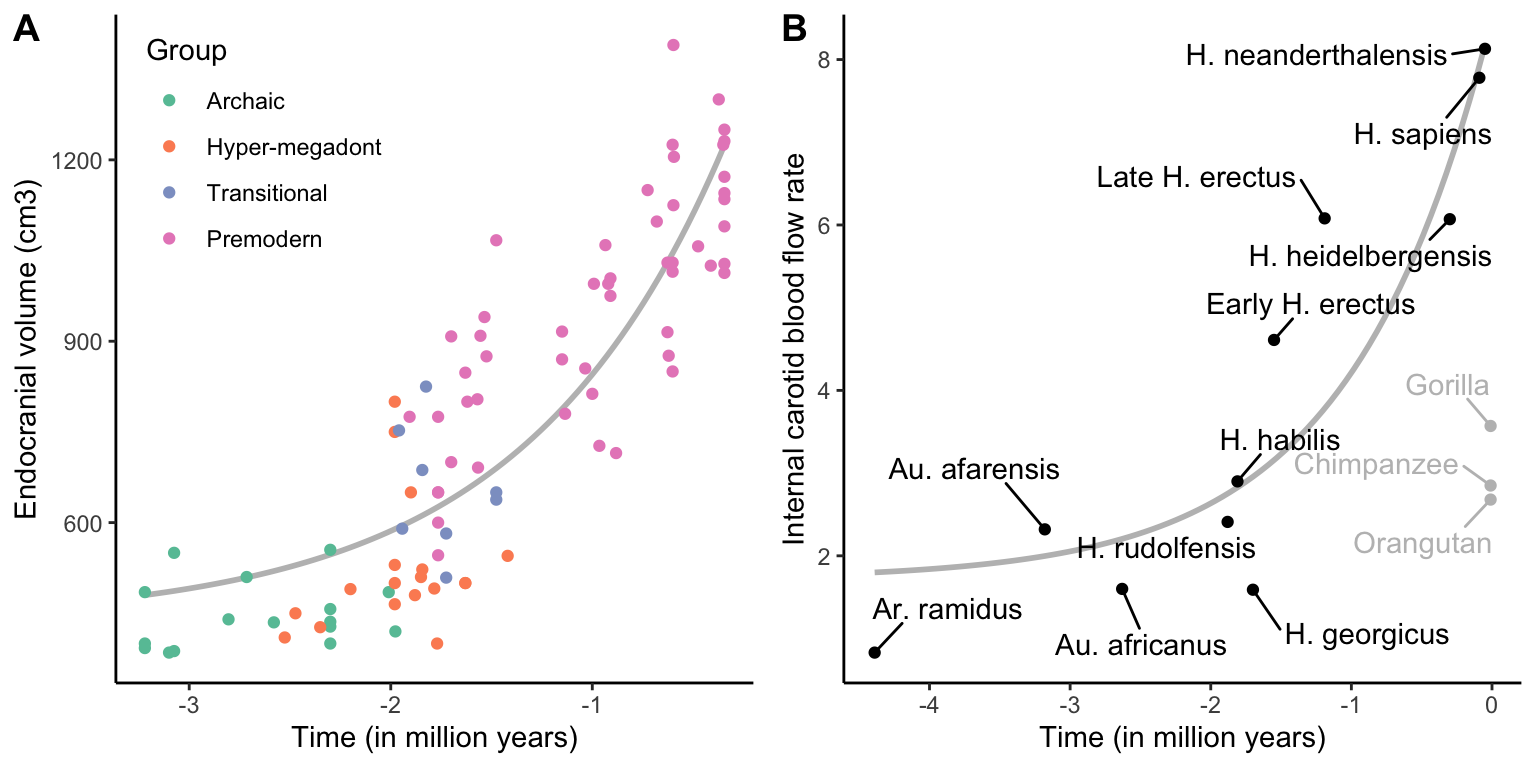 A
Group
Archaic
Hyper-megadont
Transitional
Premodern
Endocranial volume (cm3)
1200
900
600
-3
-2
-1
Time (in million years)
B
Internal carotid blood flow rate
8
6
4
2
H. neanderthalensis
H. sapiens
Late H. erectus
H. heidelbergensis
Early H. erectus
Gorilla
H. habilis
Chimpanzee
Au. afarensis
Orangutan
H. rudolfensis
Ar. ramidus
Au. africanus
H. georgicus
-4
-3
-2
-1
0
Time (in million years)